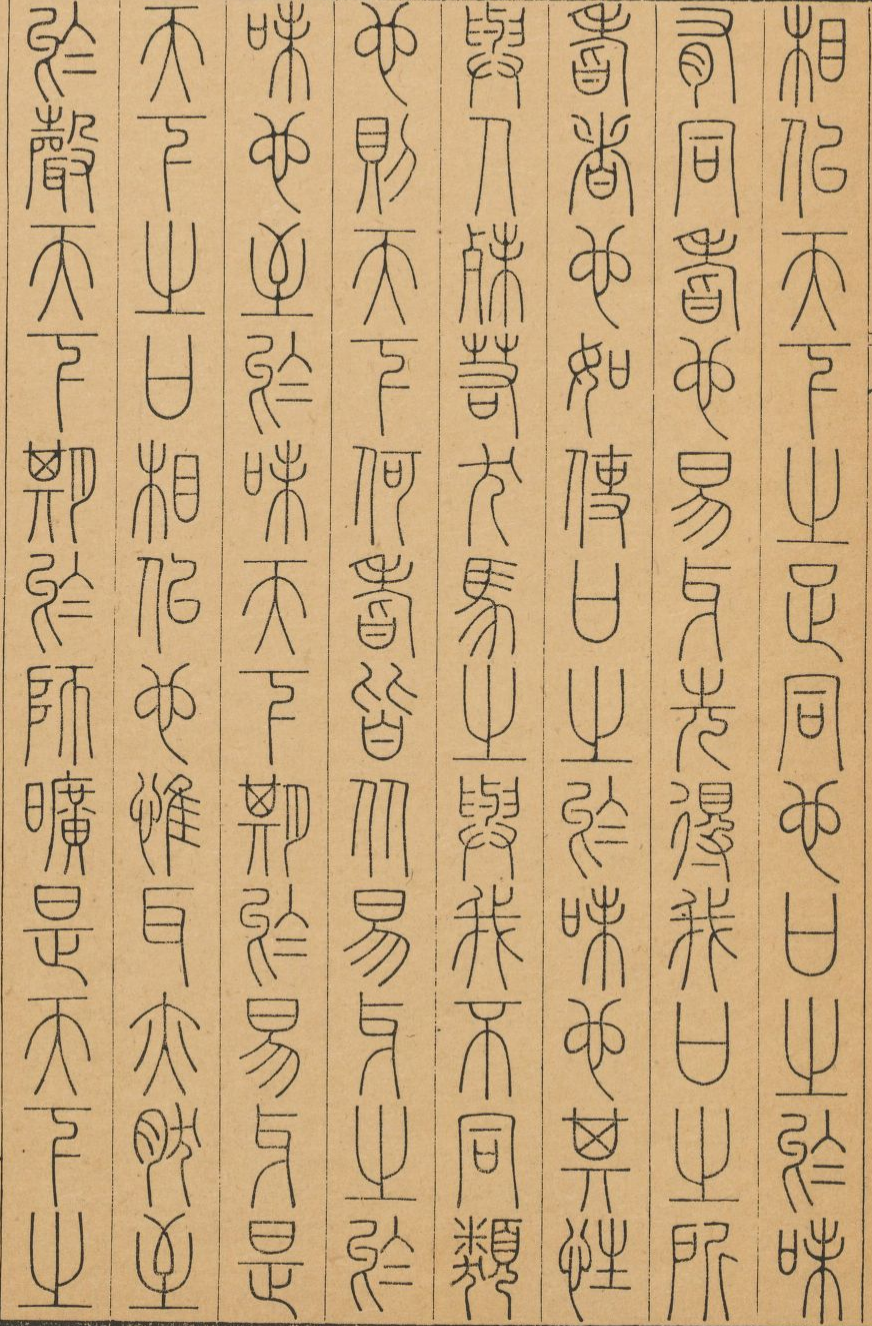 相似天下之足同也口之於味
有同耆也易牙先得我口之所
耆者也如使口之於味也其性
與人殊若犬馬之與我不同類
也則天下何耆皆从易牙之於
味也至於味天下期於易牙是
天下之口相似也惟耳亦然至
於聲天下期於師曠是天下之